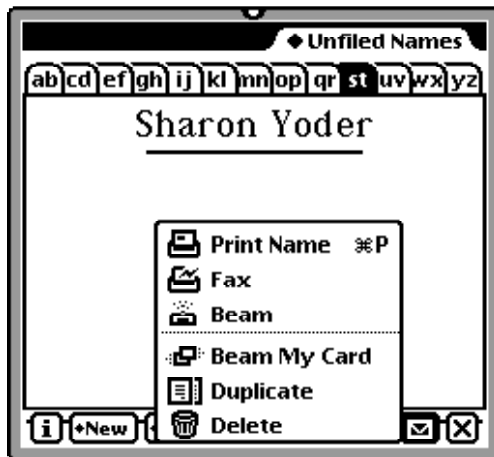 ◆ Unfiled Names
ab cd ef gh ij kl mn op qr st uv wx yz
Sharon Yoder
Print Name ⌘P
Fax
Beam
Beam My Card
Duplicate
Delete
i ◆New X